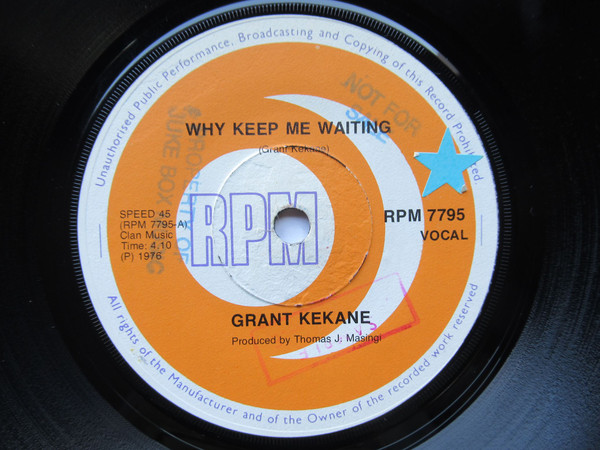 Unauthorised Public Performance, Broadcasting and Copying of this Record Prohibited.
NOT FOR
SALE
PROPERTY OF
JUKE BOX
WHY KEEP ME WAITING
(Grant Kekane)
SPEED 45
(RPM 7795-A)
Clan Music
Time: 4.10
(P) 1976
RPM
RPM 7795
VOCAL
GRANT KEKANE
Produced by Thomas J. Masingi
All rights of the Manufacturer and of the Owner of the recorded work reserved